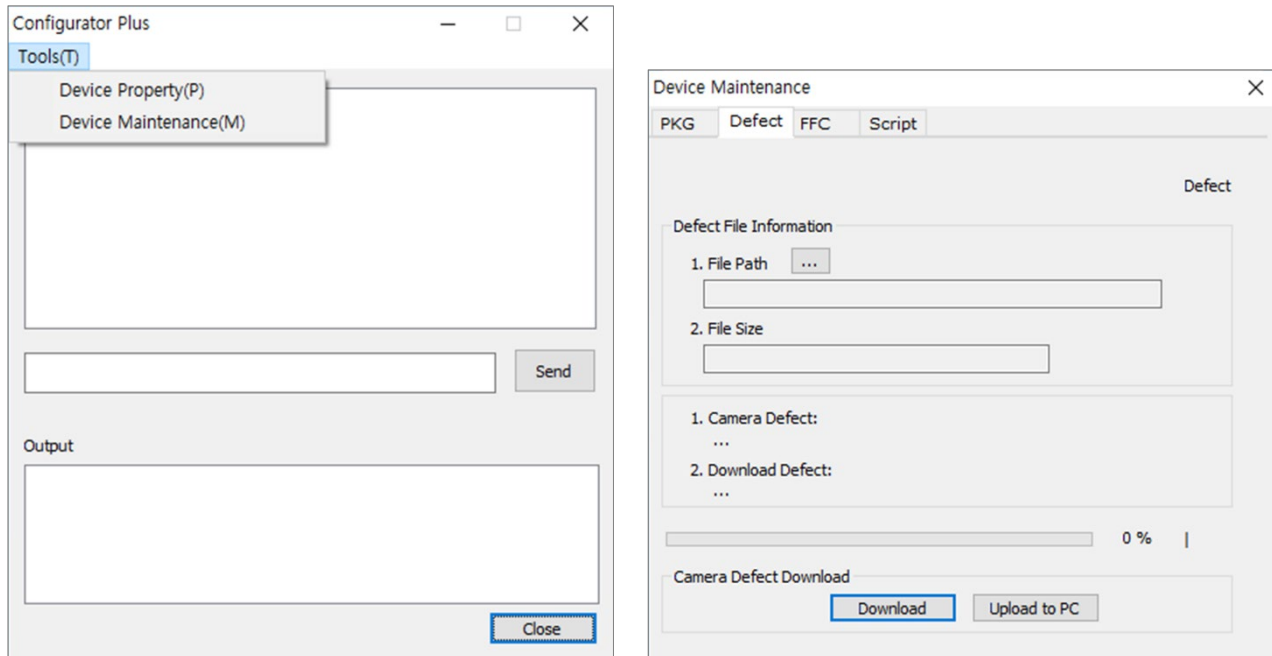 Configurator Plus
Tools(T)
Device Property(P)
Device Maintenance(M)
Send
Output
Close
Device Maintenance
PKG Defect FFC Script
Defect
Defect File Information
1. File Path ...
2. File Size
1. Camera Defect:
...
2. Download Defect:
...
0 % |
Camera Defect Download
Download Upload to PC